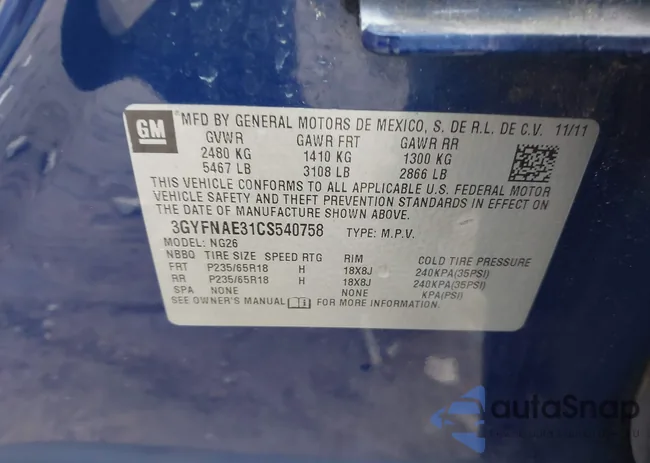 GM
MFD BY GENERAL MOTORS DE MEXICO, S. DE R.L. DE C.V. 11/11
GVWR GAWR FRT GAWR RR
2480 KG 1410 KG 1300 KG
5467 LB 3108 LB 2866 LB
THIS VEHICLE CONFORMS TO ALL APPLICABLE U.S. FEDERAL MOTOR
VEHICLE SAFETY AND THEFT PREVENTION STANDARDS IN EFFECT ON
THE DATE OF MANUFACTURE SHOWN ABOVE.
3GYFNAE31CS540758 TYPE: M.P.V.
MODEL: NG26
NBBQ TIRE SIZE SPEED RTG RIM COLD TIRE PRESSURE
FRT P235/65R18 H 18X8J 240KPA(35PSI)
RR P235/65R18 H 18X8J 240KPA(35PSI)
SPA NONE NONE KPA(PSI)
SEE OWNER'S MANUAL FOR MORE INFORMATION.
autoSnap